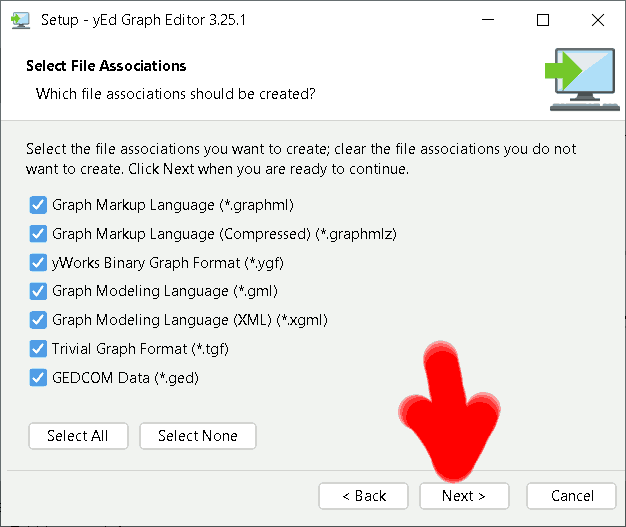 Setup - yEd Graph Editor 3.25.1
Select File Associations
Which file associations should be created?
Select the file associations you want to create; clear the file associations you do not
want to create. Click Next when you are ready to continue.
Graph Markup Language (*.graphml)
Graph Markup Language (Compressed) (*.graphmlz)
yWorks Binary Graph Format (*.ygf)
Graph Modeling Language (*.gml)
Graph Modeling Language (XML) (*.xgml)
Trivial Graph Format (*.tgf)
GEDCOM Data (*.ged)
Select All Select None
< Back Next > Cancel